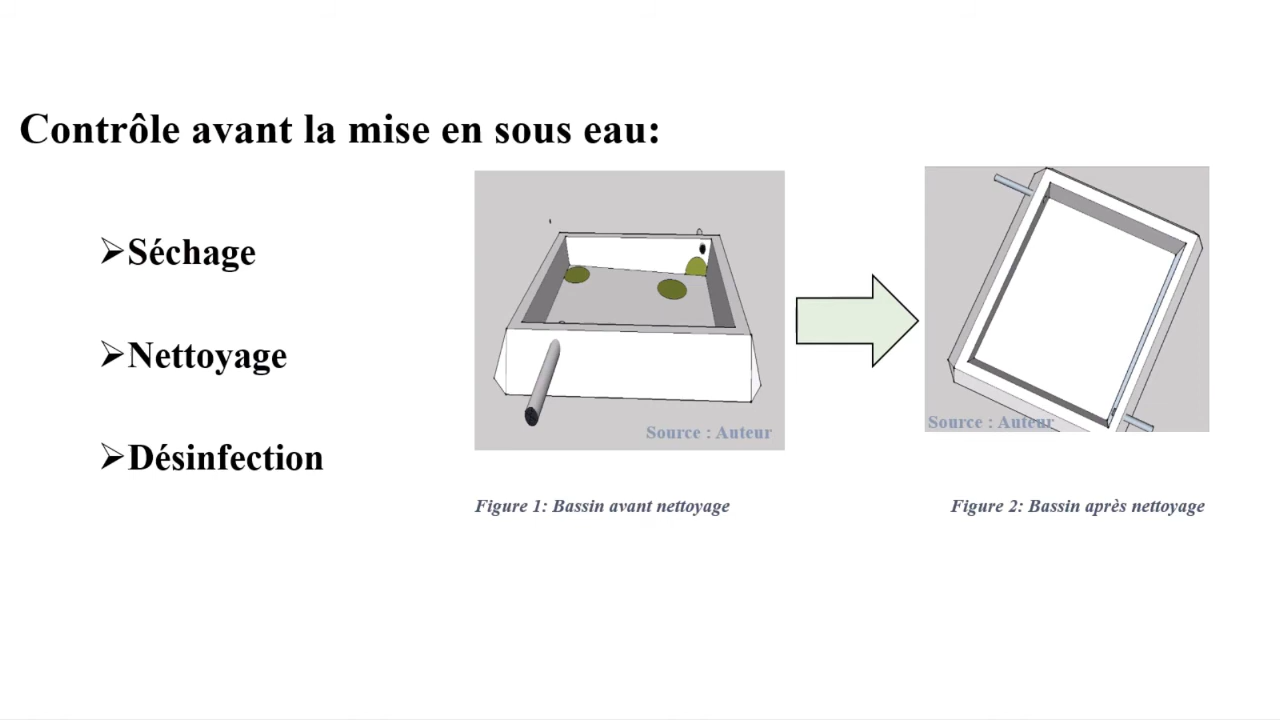 Contrôle avant la mise en sous eau:
➢Séchage
➢Nettoyage
➢Désinfection
Source : Auteur
Source : Auteur
Figure 1: Bassin avant nettoyage
Figure 2: Bassin après nettoyage